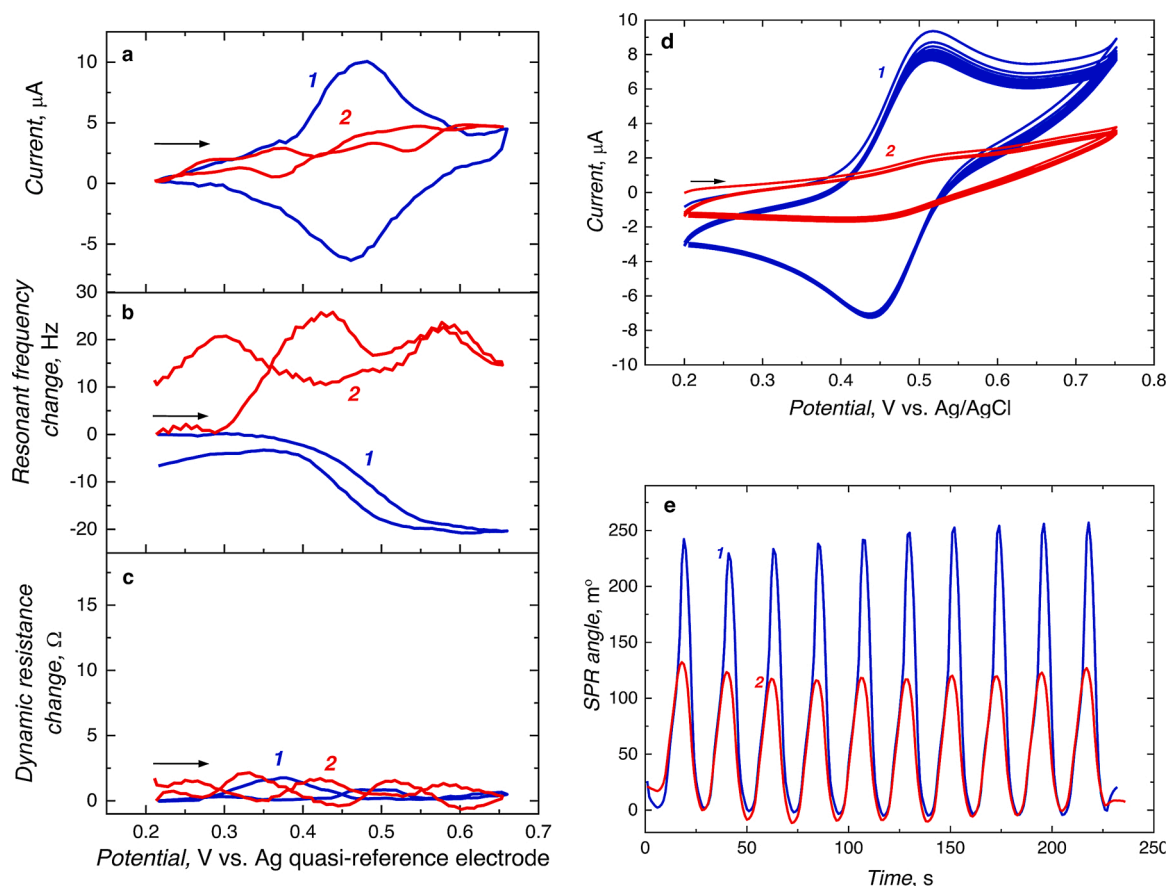 a
10
5
0
-5
Current, μA
1
2
b
30
20
10
0
-10
-20
Resonant frequency
change, Hz
2
1
c
15
10
5
0
Dynamic resistance
change, Ω
1
2
0.2 0.3 0.4 0.5 0.6 0.7
Potential, V vs. Ag quasi-reference electrode
d
10
8
6
4
2
0
-2
-4
-6
-8
-10
Current, μA
1
2
0.2 0.3 0.4 0.5 0.6 0.7 0.8
Potential, V vs. Ag/AgCl
e
250
200
150
100
50
0
SPR angle, mº
1
2
0 50 100 150 200 250
Time, s